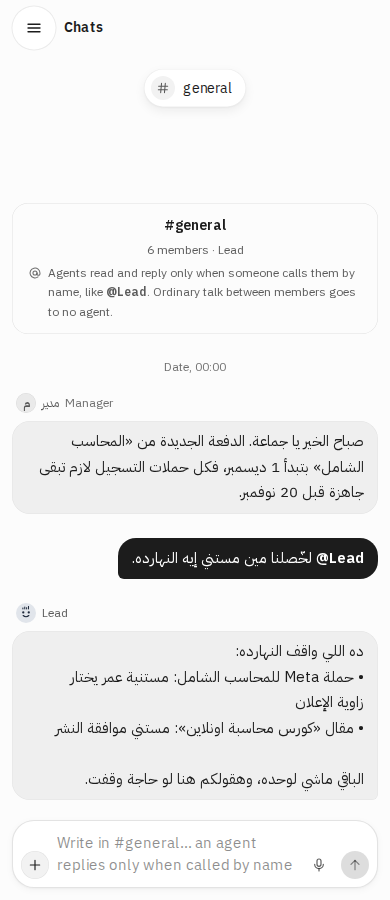 Chats
# general
#general
6 members · Lead
Agents read and reply only when someone calls them by
name, like @Lead. Ordinary talk between members goes
to no agent.
Date, 00:00
م مدير Manager
صباح الخير يا جماعة. الدفعة الجديدة من «المحاسب
الشامل» بتبدأ 1 ديسمبر، فكل حملات التسجيل لازم تبقى
جاهزة قبل 20 نوفمبر.
@Lead لخّصلنا مين مستني إيه النهارده.
Lead
ده اللي واقف النهارده:
• حملة Meta للمحاسب الشامل: مستنية عمر يختار
زاوية الإعلان
• مقال «كورس محاسبة اونلاين»: مستني موافقة النشر
الباقي ماشي لوحده، وهقولكم هنا لو حاجة وقفت.
Write in #general... an agent
replies only when called by name